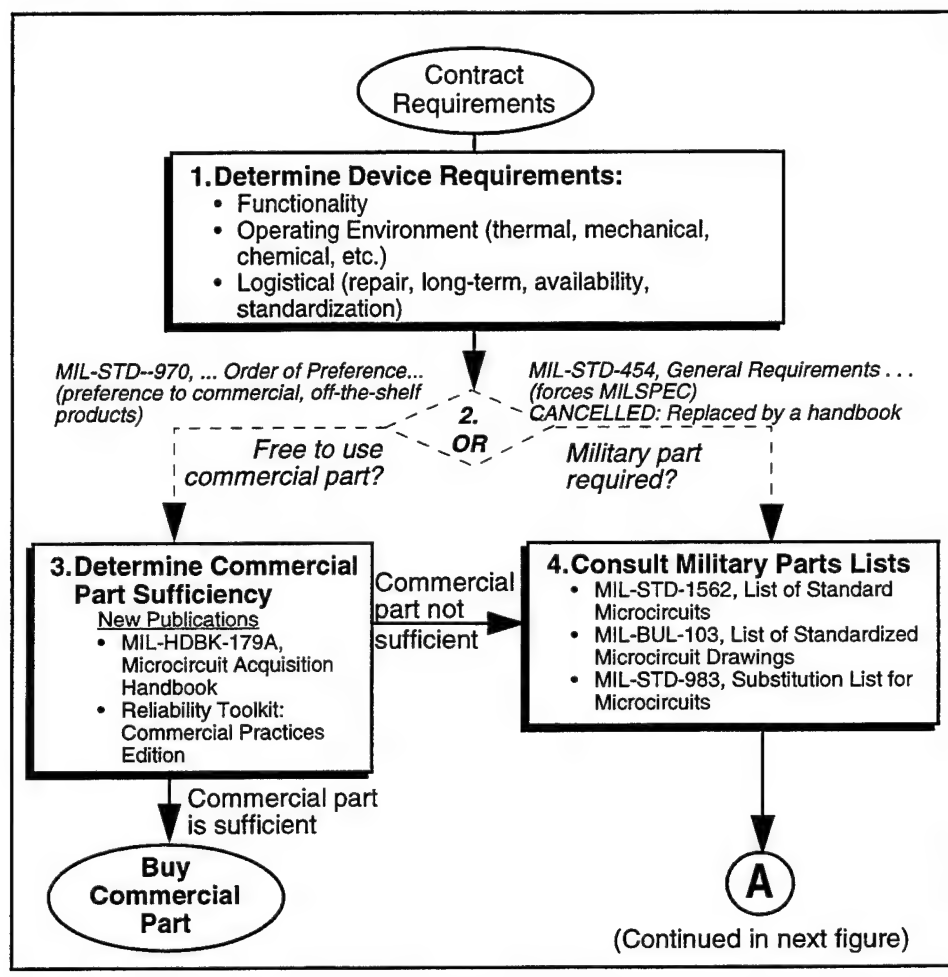 Contract
Requirements
1. Determine Device Requirements:
• Functionality
• Operating Environment (thermal, mechanical,
chemical, etc.)
• Logistical (repair, long-term, availability,
standardization)
MIL-STD--970, ... Order of Preference...
(preference to commercial, off-the-shelf
products)
MIL-STD-454, General Requirements . . .
(forces MILSPEC)
CANCELLED: Replaced by a handbook
2.
OR
Free to use
commercial part?
Military part
required?
3. Determine Commercial
Part Sufficiency
New Publications
• MIL-HDBK-179A,
Microcircuit Acquisition
Handbook
• Reliability Toolkit:
Commercial Practices
Edition
Commercial
part not
sufficient
4. Consult Military Parts Lists
• MIL-STD-1562, List of Standard
Microcircuits
• MIL-BUL-103, List of Standardized
Microcircuit Drawings
• MIL-STD-983, Substitution List for
Microcircuits
Commercial part
is sufficient
Buy
Commercial
Part
A
(Continued in next figure)